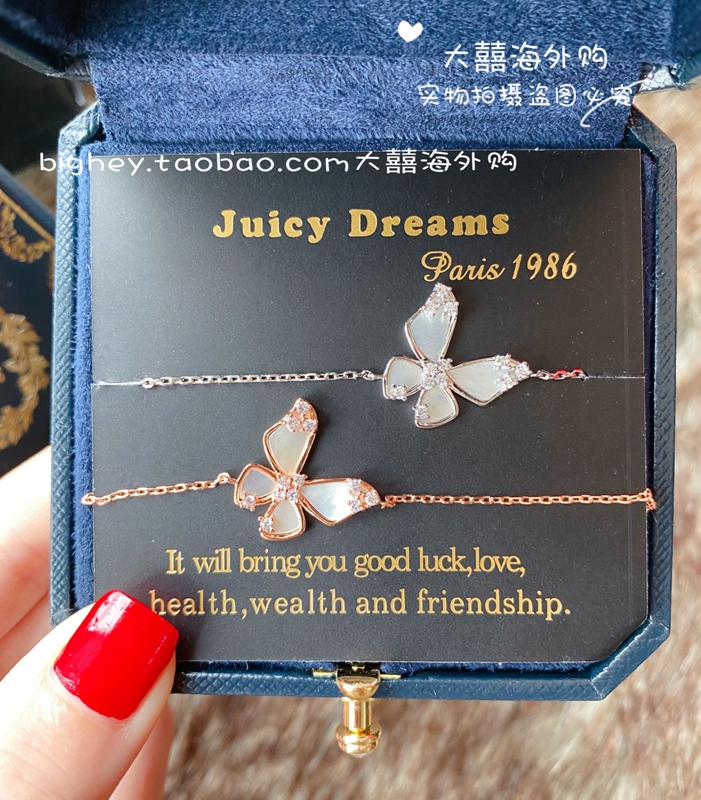 大囍海外购
实物拍摄盗图必究
bighey.taobao.com大囍海外购
Juicy Dreams
Paris 1986
It will bring you good luck,love,
health,wealth and friendship.